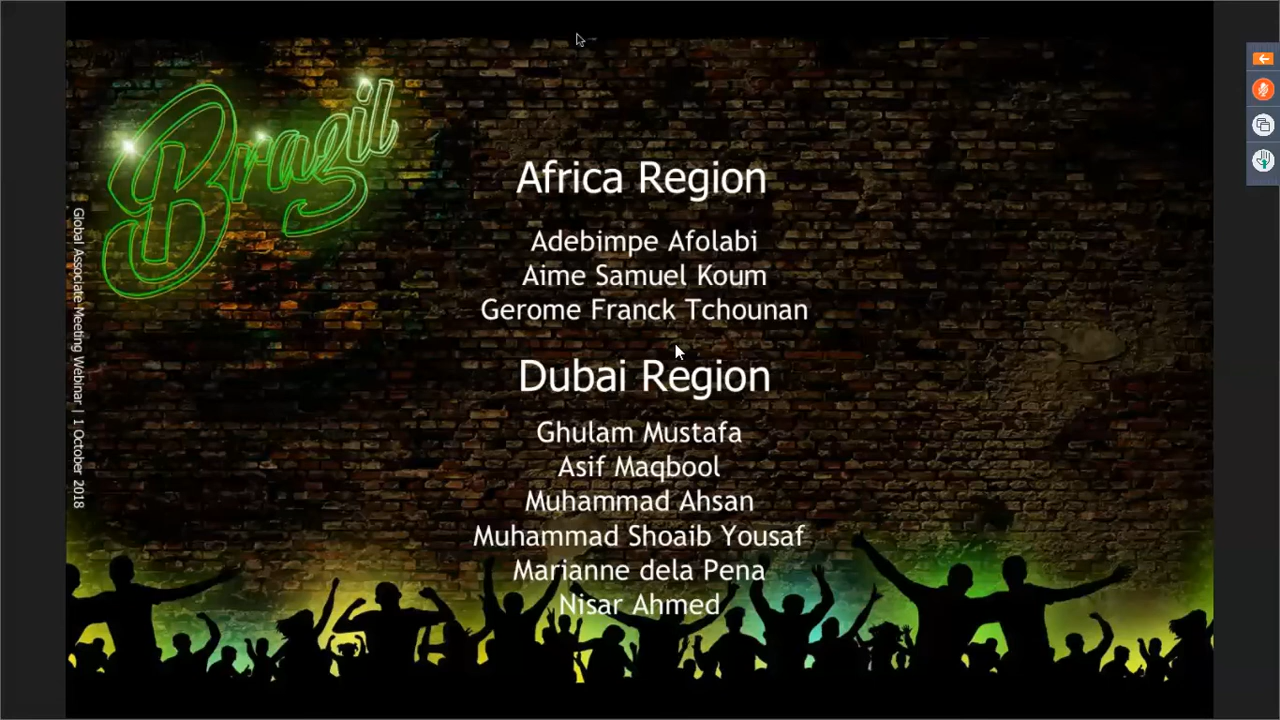 Brazil
Africa Region
Adebimpe Afolabi
Aime Samuel Koum
Gerome Franck Tchounan
Dubai Region
Ghulam Mustafa
Asif Maqbool
Muhammad Ahsan
Muhammad Shoaib Yousaf
Marianne dela Pena
Nisar Ahmed
Global Associate Meeting Webinar | 1 October 2018